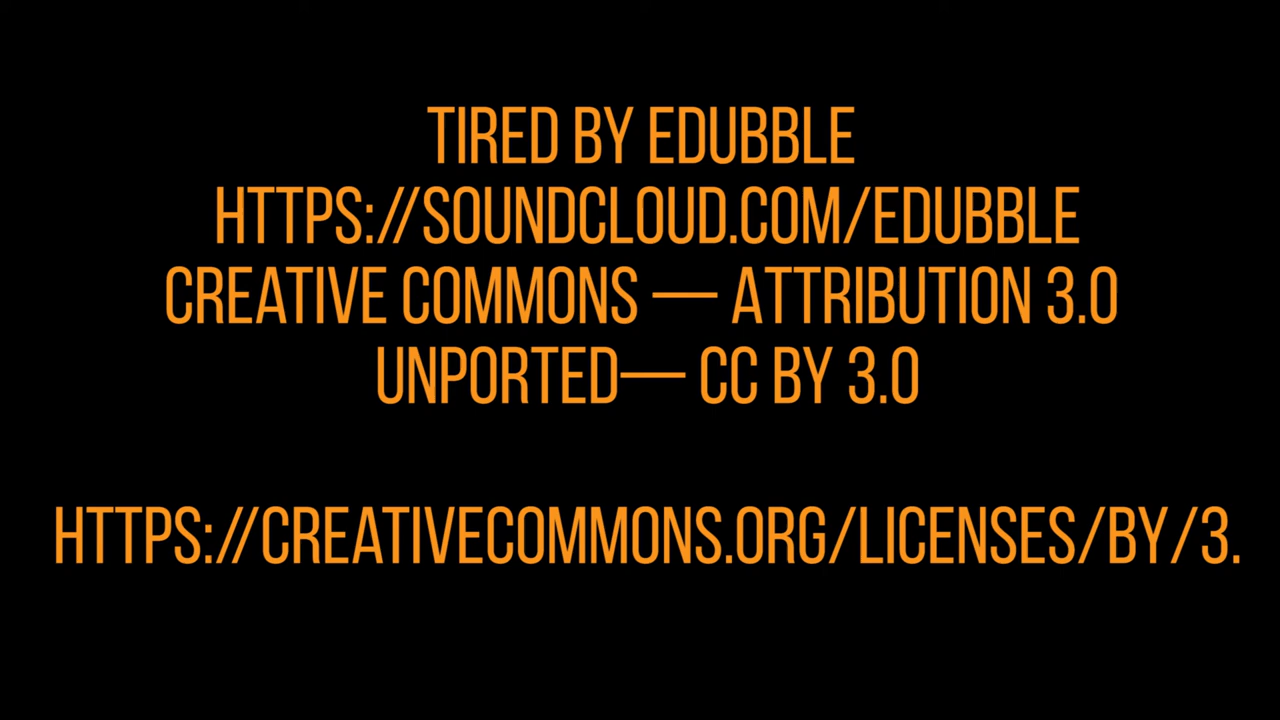 TIRED BY EDUBBLE
HTTPS://SOUNDCLOUD.COM/EDUBBLE
CREATIVE COMMONS — ATTRIBUTION 3.0
UNPORTED— CC BY 3.0
HTTPS://CREATIVECOMMONS.ORG/LICENSES/BY/3.